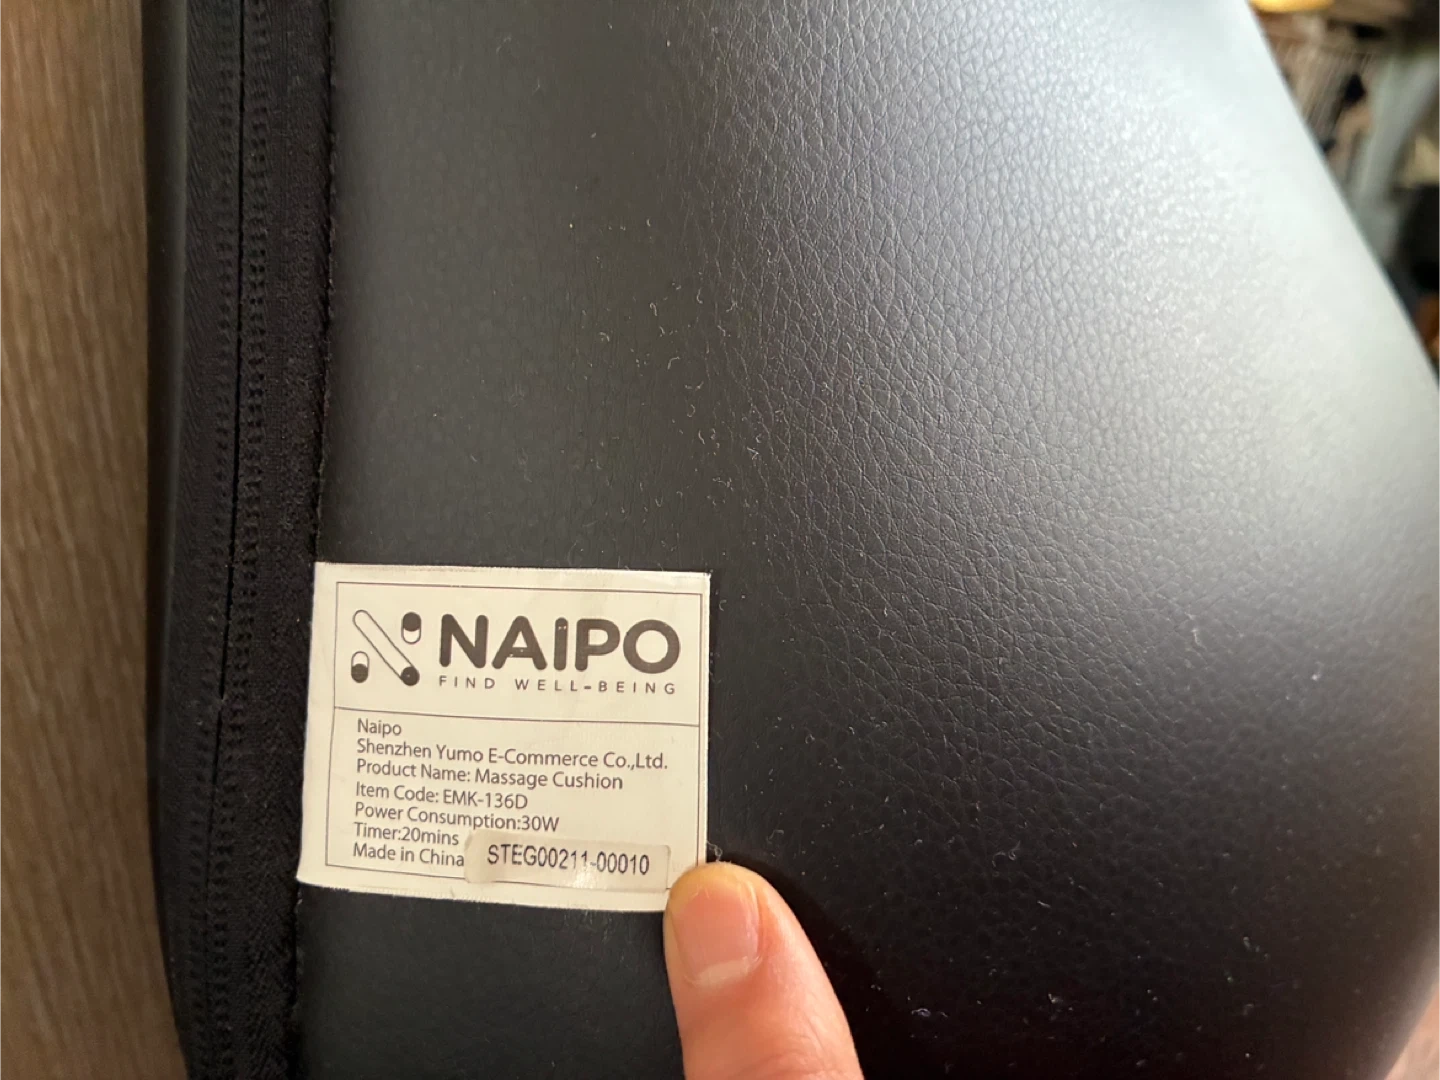 NAIPO
FIND WELL-BEING
Naipo
Shenzhen Yumo E-Commerce Co.,Ltd.
Product Name: Massage Cushion
Item Code: EMK-136D
Power Consumption:30W
Timer:20mins
Made in China
STEG00211-00010